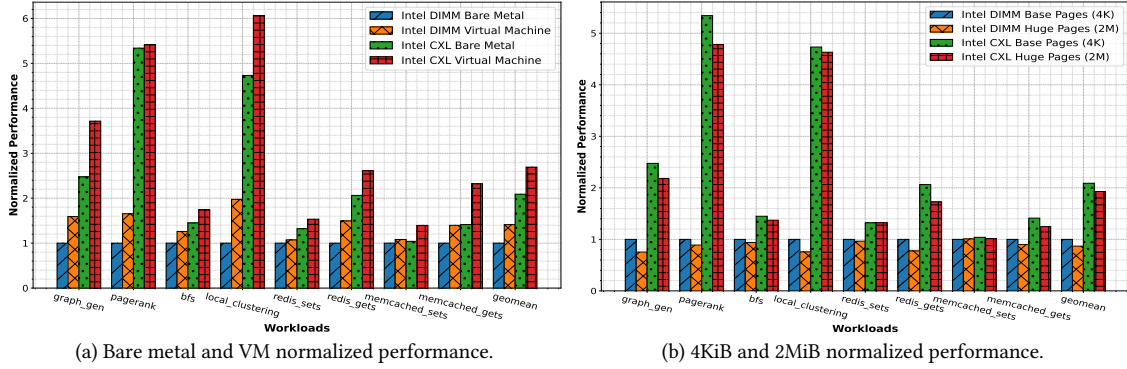 6
5
4
3
2
1
0
Normalized Performance
Intel DIMM Bare Metal
Intel DIMM Virtual Machine
Intel CXL Bare Metal
Intel CXL Virtual Machine
graph_gen
pagerank
bfs
local_clustering
redis_sets
redis_gets
memcached_sets
memcached_gets
geomean
Workloads
(a) Bare metal and VM normalized performance.
5
4
3
2
1
0
Normalized Performance
Intel DIMM Base Pages (4K)
Intel DIMM Huge Pages (2M)
Intel CXL Base Pages (4K)
Intel CXL Huge Pages (2M)
graph_gen
pagerank
bfs
local_clustering
redis_sets
redis_gets
memcached_sets
memcached_gets
geomean
Workloads
(b) 4KiB and 2MiB normalized performance.